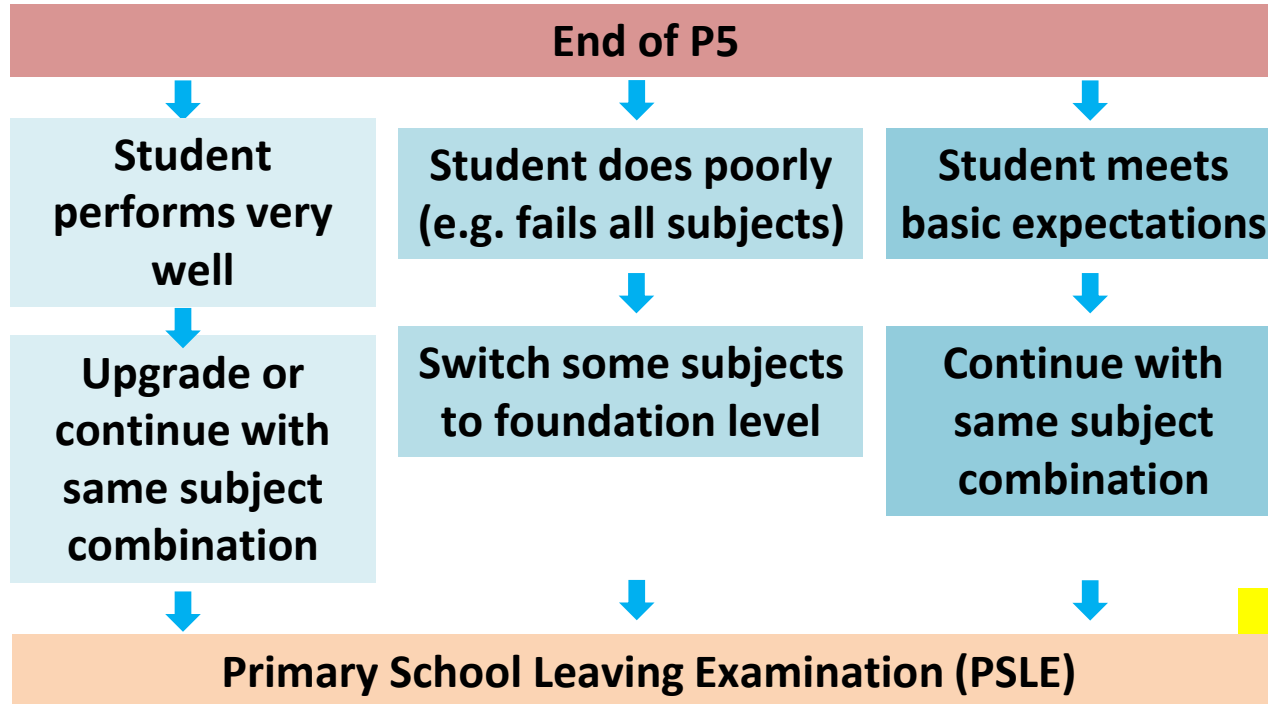 End of P5
Student
performs very
well
Student does poorly
(e.g. fails all subjects)
Student meets
basic expectations
Upgrade or
continue with
same subject
combination
Switch some subjects
to foundation level
Continue with
same subject
combination
Primary School Leaving Examination (PSLE)